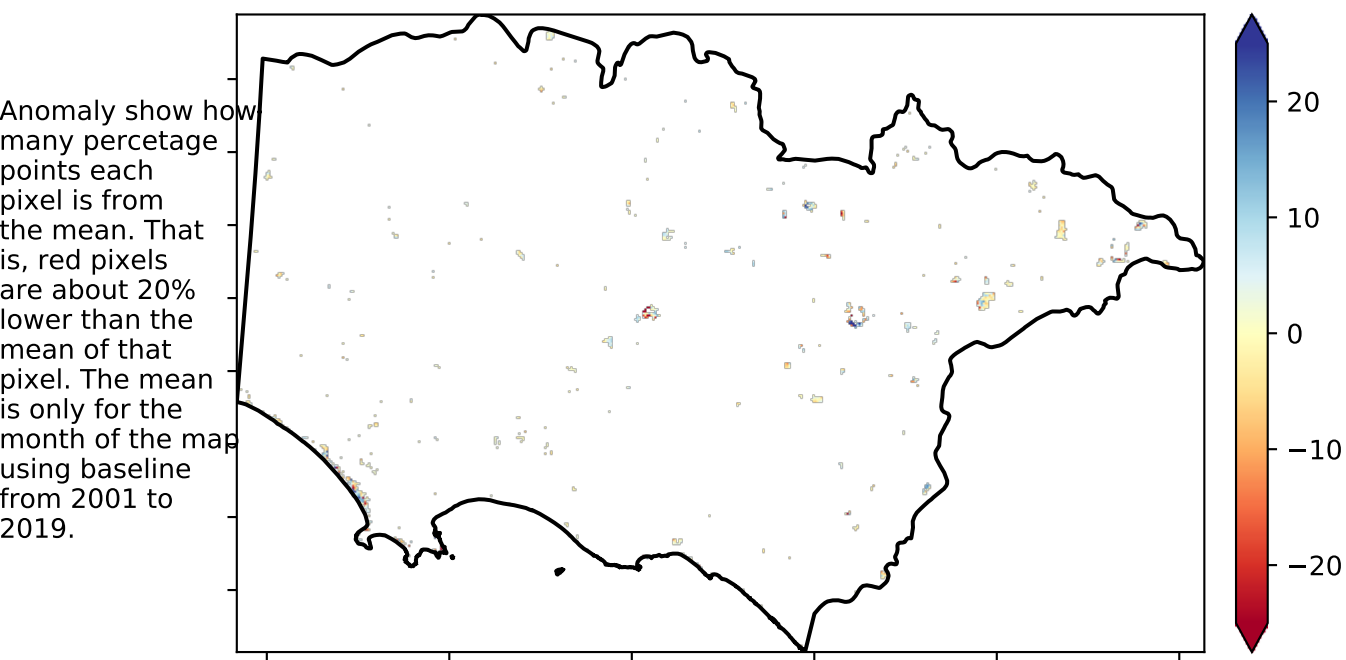 Anomaly show how
many percetage
points each
pixel is from
the mean. That
is, red pixels
are about 20%
lower than the
mean of that
pixel. The mean
is only for the
month of the map
using baseline
from 2001 to
2019.
20
10
0
−10
−20